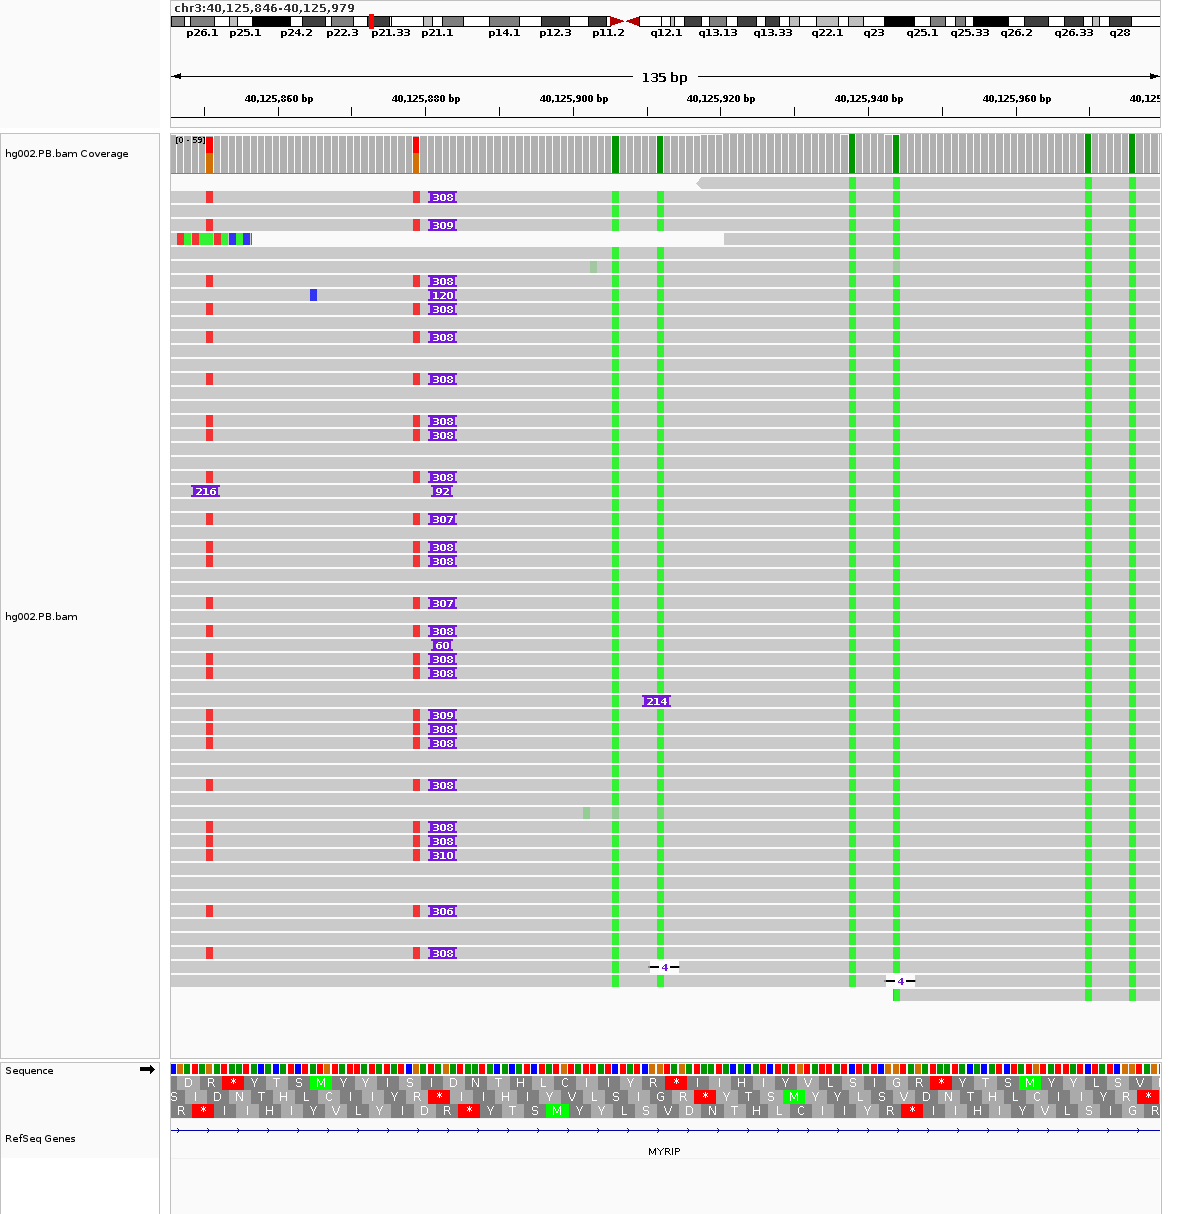 chr3:40,125,846-40,125,979
p26.1 p25.1 p24.2 p22.3 p21.33 p21.1 p14.1 p12.3 p11.2 q12.1 q13.13 q13.33 q22.1 q23 q25.1 q25.33 q26.2 q26.33 q28
135 bp
40,125,860 bp 40,125,880 bp 40,125,900 bp 40,125,920 bp 40,125,940 bp 40,125,960 bp 40,125
[0 - 59]
hg002.PB.bam Coverage
308
309
308
120
308
308
308
308
308
308
216 92
307
308
308
307
hg002.PB.bam
308
60
308
308
214
309
308
308
308
308
308
310
306
308
4
4
Sequence
D R * Y T S M Y Y I S I D N T H L C I I Y R * I I H I Y V L S I G R * Y T S M Y Y L S V I
S I D N T H L C I I Y R * I I H I Y V L S I G R * Y T S M Y Y L S V D N T H L C I I Y R *
R * I I H I Y V L Y I D R * Y T S M Y Y L S V D N T H L C I I Y R * I I H I Y V L S I G R
RefSeq Genes
MYRIP